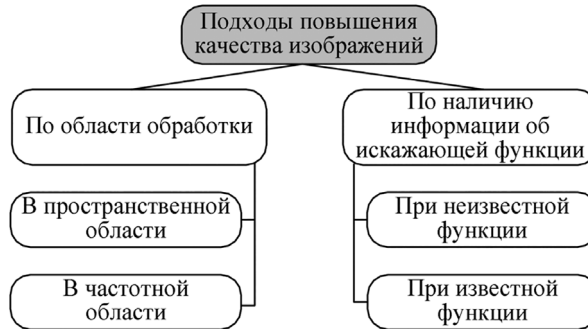 Подходы повышения
качества изображений
По области обработки
В пространственной
области
В частотной
области
По наличию
информации об
искажающей функции
При неизвестной
функции
При известной
функции